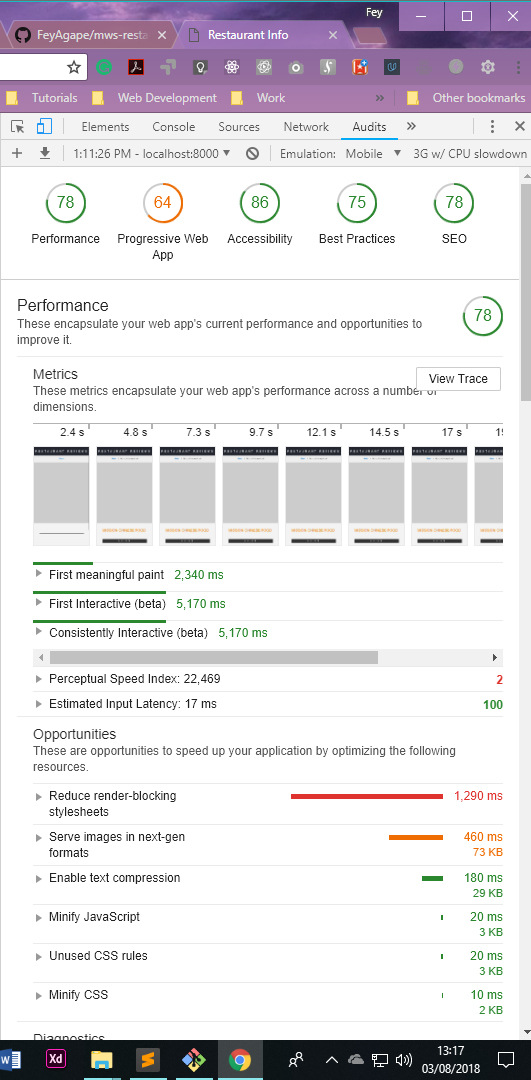 Fey
FeyAgape/mws-resta
Restaurant Info
Tutorials
Web Development
Work
»
Other bookmarks
Elements
Console
Sources
Network
Audits
»
1:11:26 PM - localhost:8000
Emulation: Mobile
3G w/ CPU slowdown
78
64
86
75
78
Performance
Progressive Web
App
Accessibility
Best Practices
SEO
Performance
78
These encapsulate your web app's current performance and opportunities to
improve it.
Metrics
View Trace
These metrics encapsulate your web app's performance across a number of
dimensions.
2.4 s
4.8 s
7.3 s
9.7 s
12.1 s
14.5 s
17 s
First meaningful paint 2,340 ms
First Interactive (beta) 5,170 ms
Consistently Interactive (beta) 5,170 ms
Perceptual Speed Index: 22,469 2
Estimated Input Latency: 17 ms 100
Opportunities
These are opportunities to speed up your application by optimizing the following
resources.
Reduce render-blocking
stylesheets
1,290 ms
Serve images in next-gen
formats
460 ms
73 KB
Enable text compression
180 ms
29 KB
Minify JavaScript
20 ms
3 KB
Unused CSS rules
20 ms
3 KB
Minify CSS
10 ms
2 KB
Diagnostics
Xd
13:17
03/08/2018